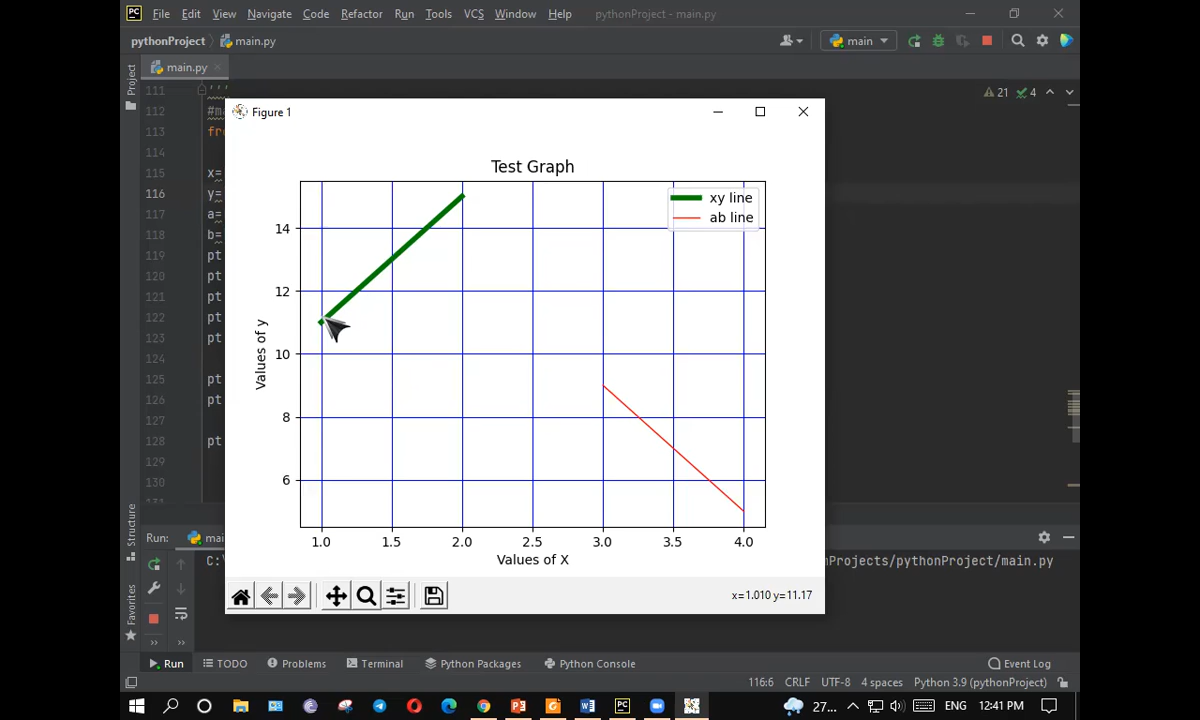 PC File Edit View Navigate Code Refactor Run Tools VCS Window Help pythonProject - main.py
pythonProject main.py main
Project main.py
111 '''
21 4
Figure 1
112
113
114
115 x=
116 y=
117 a=
118 b=
119 pt
120 pt
121 pt
122 pt
123 pt
124
125 pt
126 pt
127
128 pt
129
130
Test Graph
xy line
ab line
14
12
10
8
6
Values of y
1.0 1.5 2.0 2.5 3.0 3.5 4.0
Values of X
x=1.010 y=11.17
Structure
Favorites
Run:
C:\ nProjects/pythonProject/main.py
Run TODO Problems Terminal Python Packages Python Console Event Log
116:6 CRLF UTF-8 4 spaces Python 3.9 (pythonProject)
27... ENG 12:41 PM